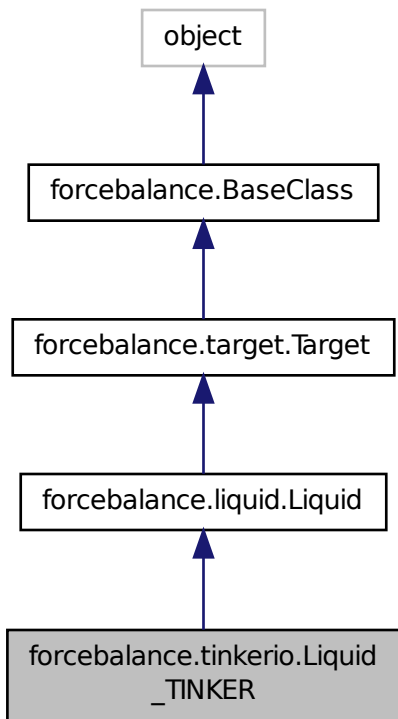 object
forcebalance.BaseClass
forcebalance.target.Target
forcebalance.liquid.Liquid
forcebalance.tinkerio.Liquid
_TINKER